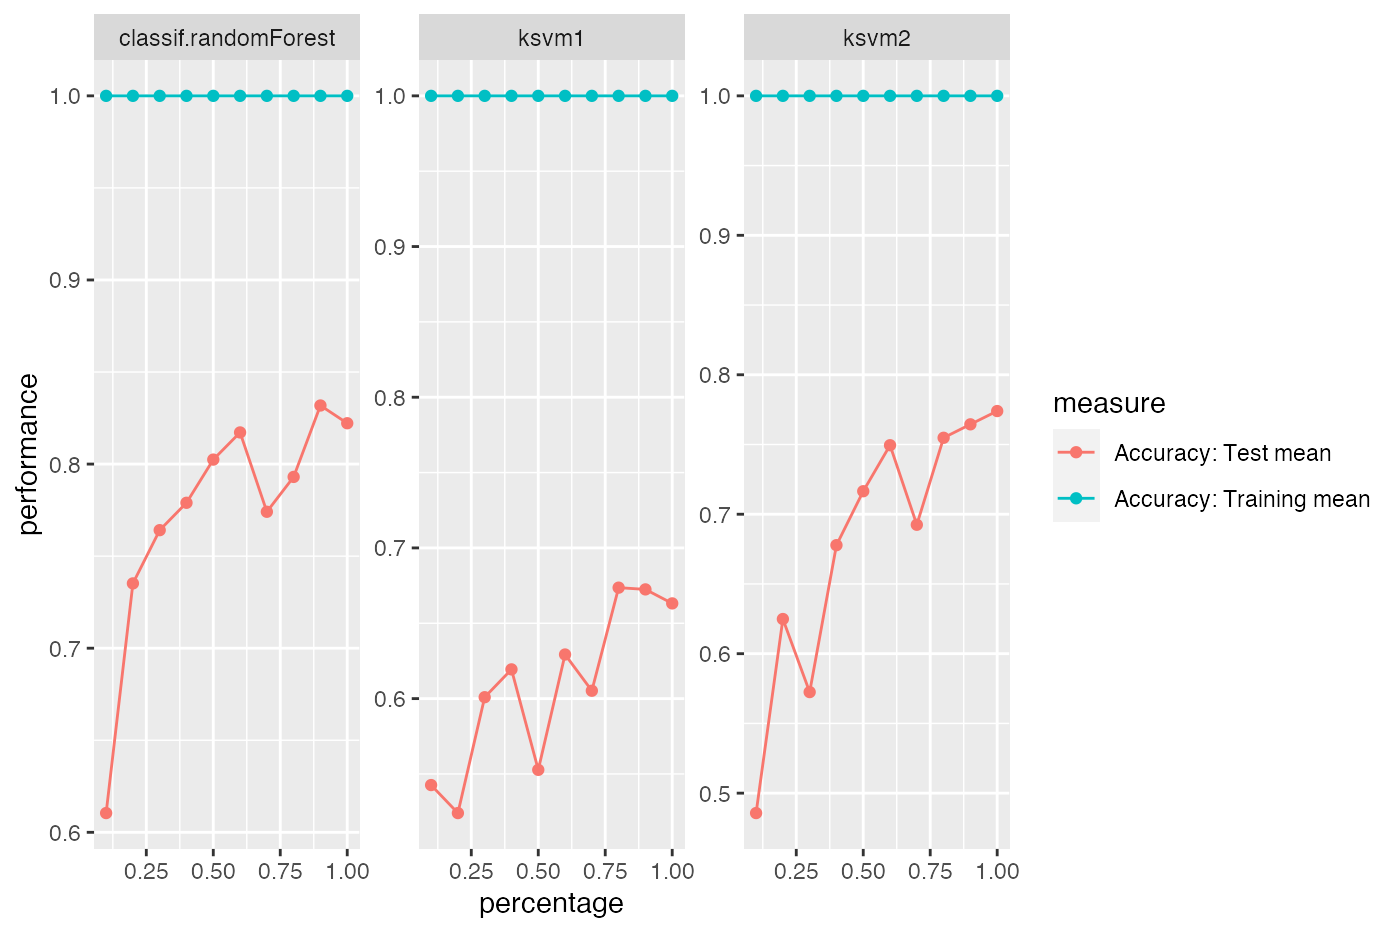 classif.randomForest
ksvm1
ksvm2
performance
1.0
0.9
0.8
0.7
0.6
1.0
0.9
0.8
0.7
0.6
1.0
0.9
0.8
0.7
0.6
0.5
0.25 0.50 0.75 1.00
0.25 0.50 0.75 1.00
0.25 0.50 0.75 1.00
percentage
measure
Accuracy: Test mean
Accuracy: Training mean